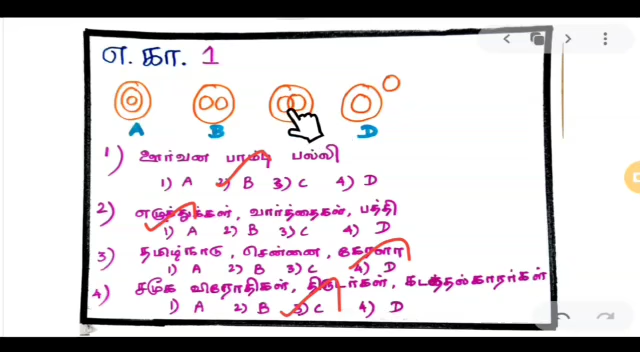 எ.கா. 1
A B D
1) ஊர்வன பாம்பு பல்லி
1) A 2) B 3) C 4) D
2) எழுத்துக்கள், வார்த்தைகள், பத்தி
1) A 2) B 3) C 4) D
3) தமிழ்நாடு, சென்னை, கேரளா
1) A 2) B 3) C 4) D
4) சமூக விரோதிகள், திருடர்கள், கடத்தல்காரர்கள்
1) A 2) B 3) C 4) D